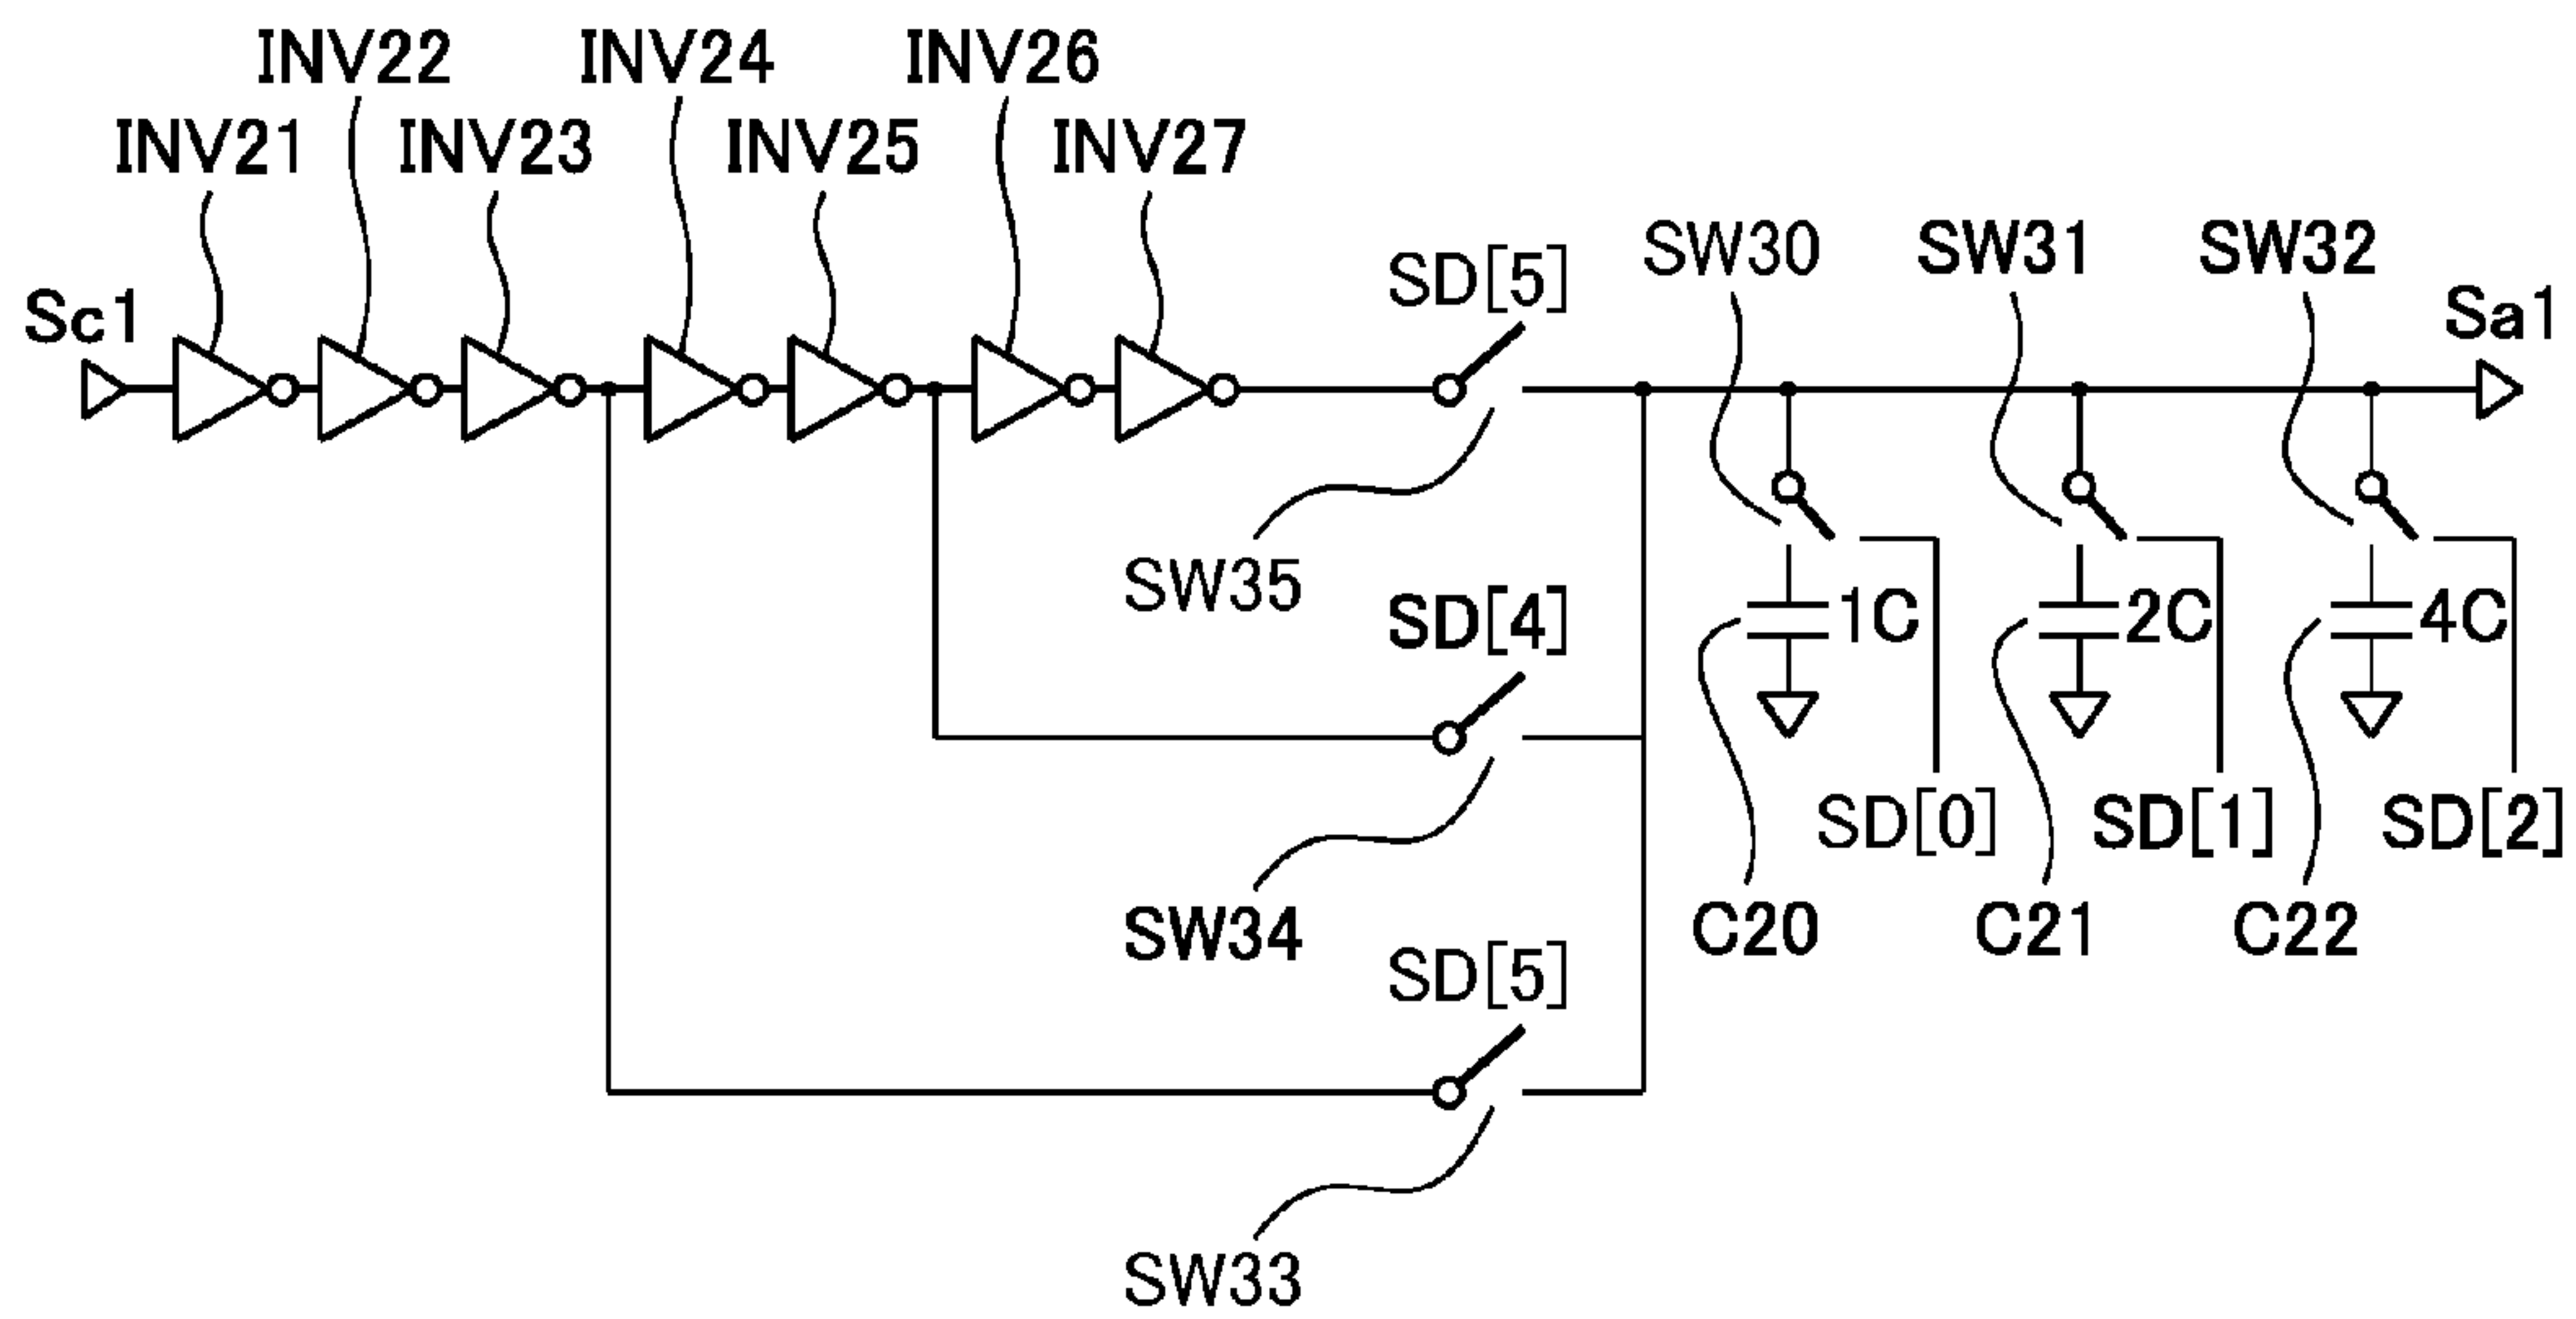 INV22 INV24 INV26
INV21 INV23 INV25 INV27
SW30 SW31 SW32
SD[5]
Sc1 Sa1
SW35
SD[4] 1C 2C 4C
SD[0] SD[1] SD[2]
SW34 C20 C21 C22
SD[5]
SW33